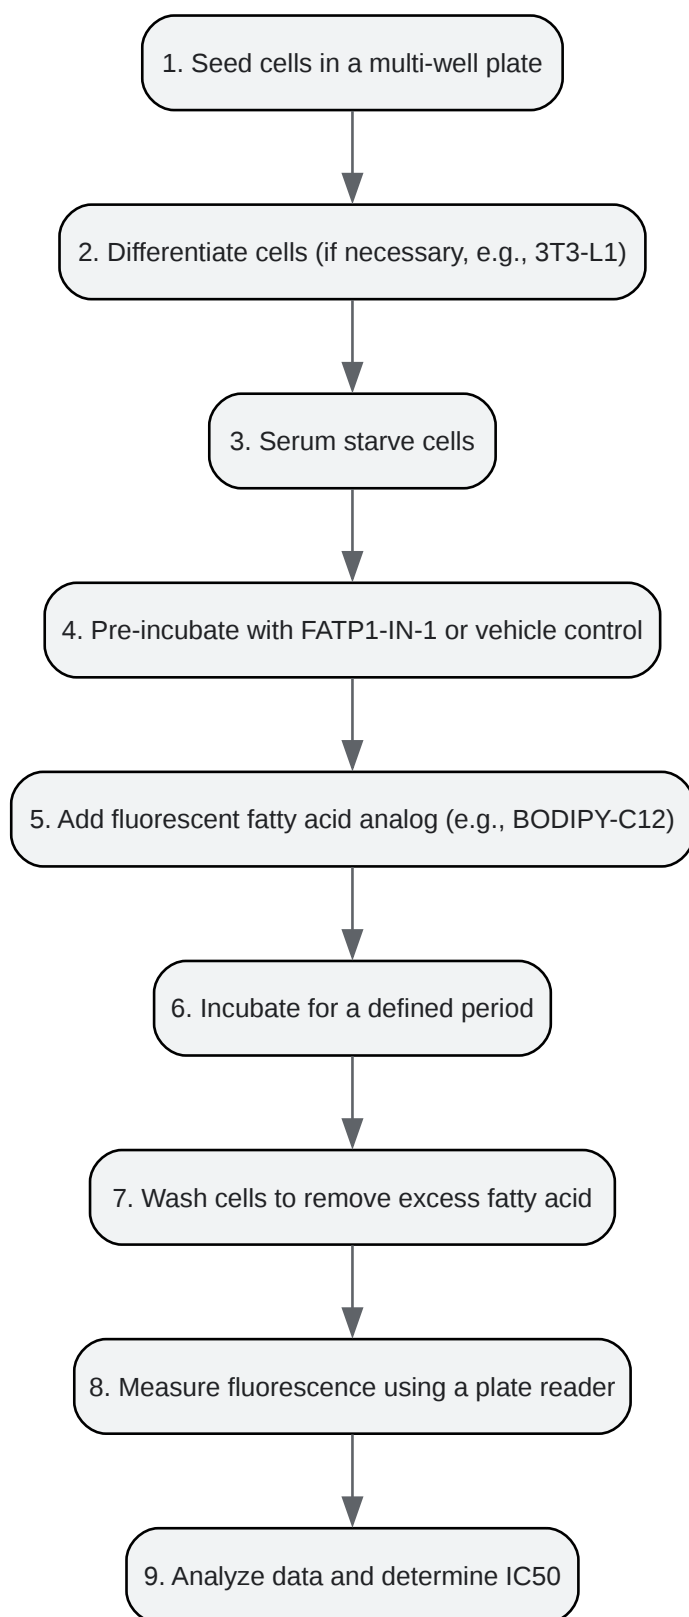 1. Seed cells in a multi-well plate
2. Differentiate cells (if necessary, e.g., 3T3-L1)
3. Serum starve cells
4. Pre-incubate with FATP1-IN-1 or vehicle control
5. Add fluorescent fatty acid analog (e.g., BODIPY-C12)
6. Incubate for a defined period
7. Wash cells to remove excess fatty acid
8. Measure fluorescence using a plate reader
9. Analyze data and determine IC50